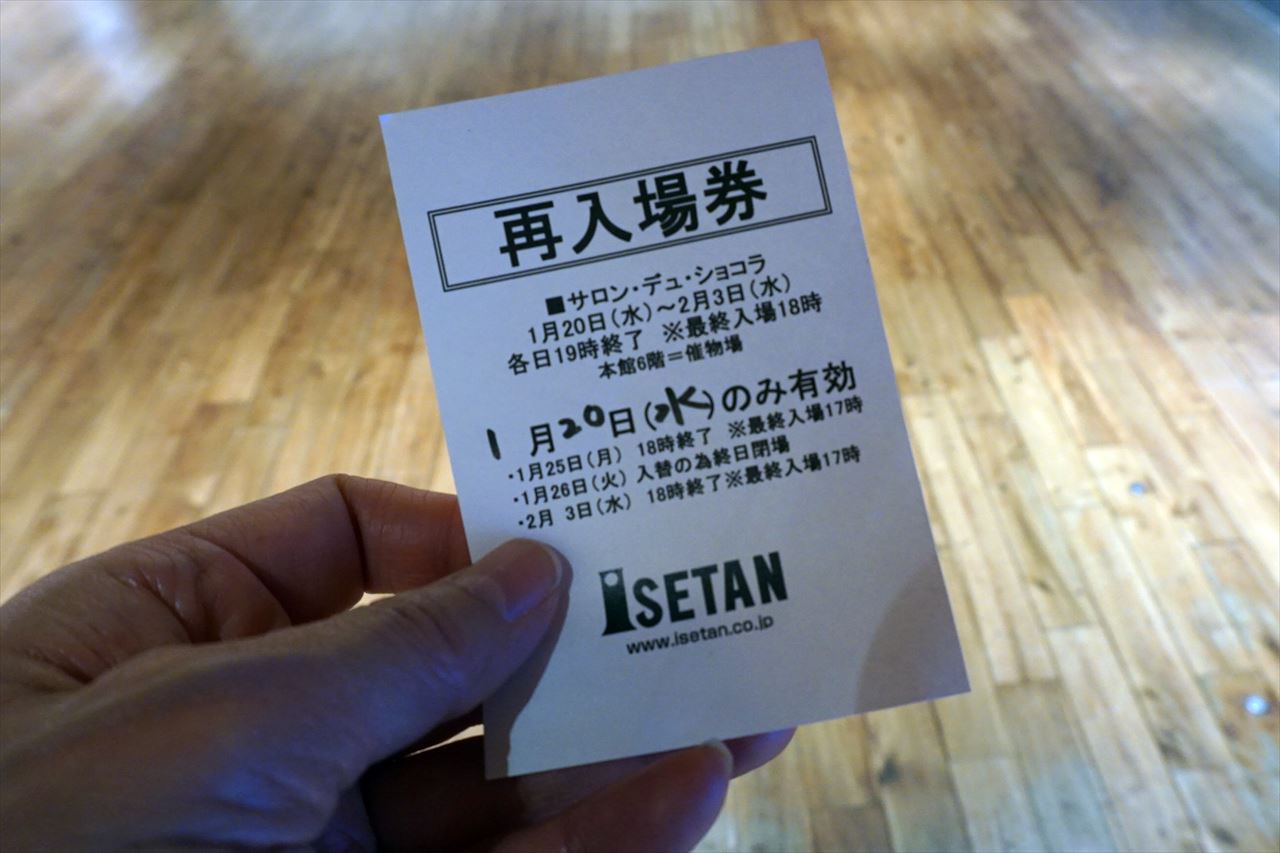 再入場券
■サロン・デュ・ショコラ
1月20日(水)～2月3日(水)
各日19時終了 ※最終入場18時
本館6階＝催物場
1月20日(水)のみ有効
・1月25日(月) 18時終了 ※最終入場17時
・1月26日(火) 入替の為終日閉場
・2月 3日(水) 18時終了※最終入場17時
ISETAN
www.isetan.co.jp